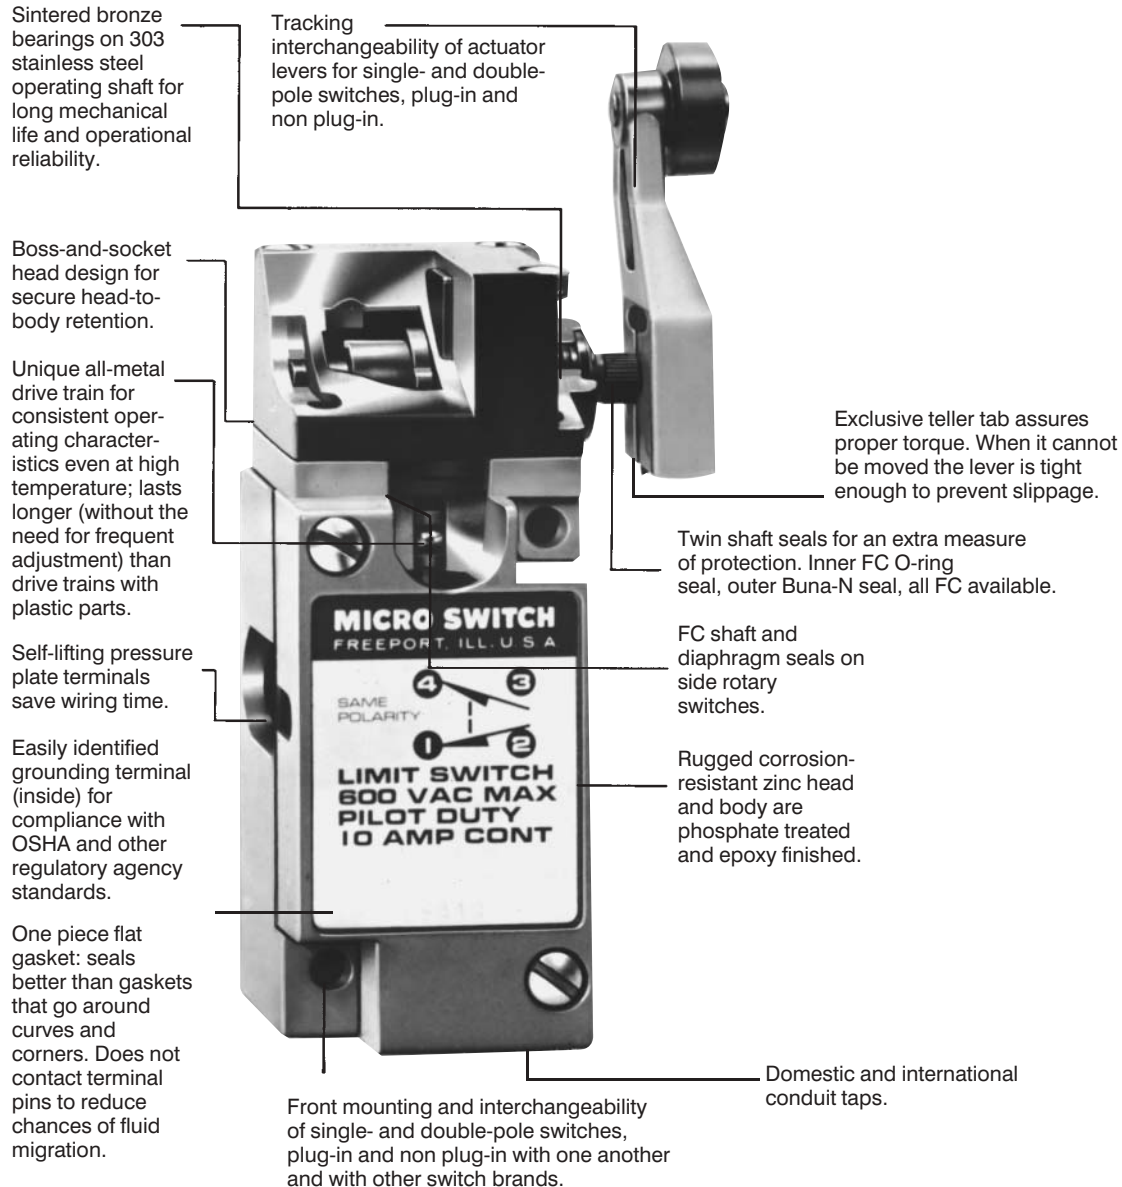 Sintered bronze
bearings on 303
stainless steel
operating shaft for
long mechanical
life and operational
reliability.
Tracking
interchangeability of actuator
levers for single- and double-
pole switches, plug-in and
non plug-in.
Boss-and-socket
head design for
secure head-to-
body retention.
Unique all-metal
drive train for
consistent oper-
ating character-
istics even at high
temperature; lasts
longer (without the
need for frequent
adjustment) than
drive trains with
plastic parts.
Self-lifting pressure
plate terminals
save wiring time.
Easily identified
grounding terminal
(inside) for
compliance with
OSHA and other
regulatory agency
standards.
One piece flat
gasket: seals
better than gaskets
that go around
curves and
corners. Does not
contact terminal
pins to reduce
chances of fluid
migration.
MICRO SWITCH
FREEPORT, ILL. U S A
4 3
SAME
POLARITY
1 2
LIMIT SWITCH
600 VAC MAX
PILOT DUTY
10 AMP CONT
Exclusive teller tab assures
proper torque. When it cannot
be moved the lever is tight
enough to prevent slippage.
Twin shaft seals for an extra measure
of protection. Inner FC O-ring
seal, outer Buna-N seal, all FC available.
FC shaft and
diaphragm seals on
side rotary
switches.
Rugged corrosion-
resistant zinc head
and body are
phosphate treated
and epoxy finished.
Domestic and international
conduit taps.
Front mounting and interchangeability
of single- and double-pole switches,
plug-in and non plug-in with one another
and with other switch brands.